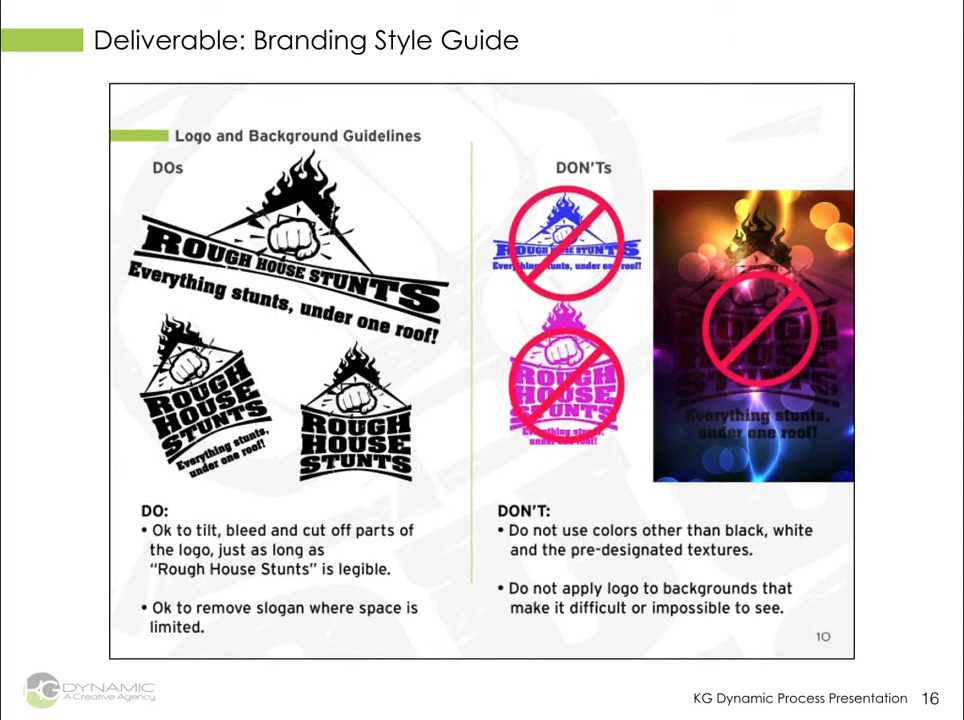 Deliverable: Branding Style Guide
Logo and Background Guidelines
DOs
ROUGH HOUSE STUNTS
Everything stunts, under one roof!
ROUGH
HOUSE
STUNTS
Everything stunts,
under one roof!
ROUGH
HOUSE
STUNTS
DO:
• Ok to tilt, bleed and cut off parts of
the logo, just as long as
“Rough House Stunts” is legible.
• Ok to remove slogan where space is
limited.
DON’Ts
ROUGH HOUSE STUNTS
Everything stunts, under one roof!
ROUGH
HOUSE
STUNTS
Everything stunts,
under one roof!
ROUGH
HOUSE
STUNTS
Everything stunts,
under one roof!
DON’T:
• Do not use colors other than black, white
and the pre-designated textures.
• Do not apply logo to backgrounds that
make it difficult or impossible to see.
10
KG DYNAMIC
A Creative Agency
KG Dynamic Process Presentation 16